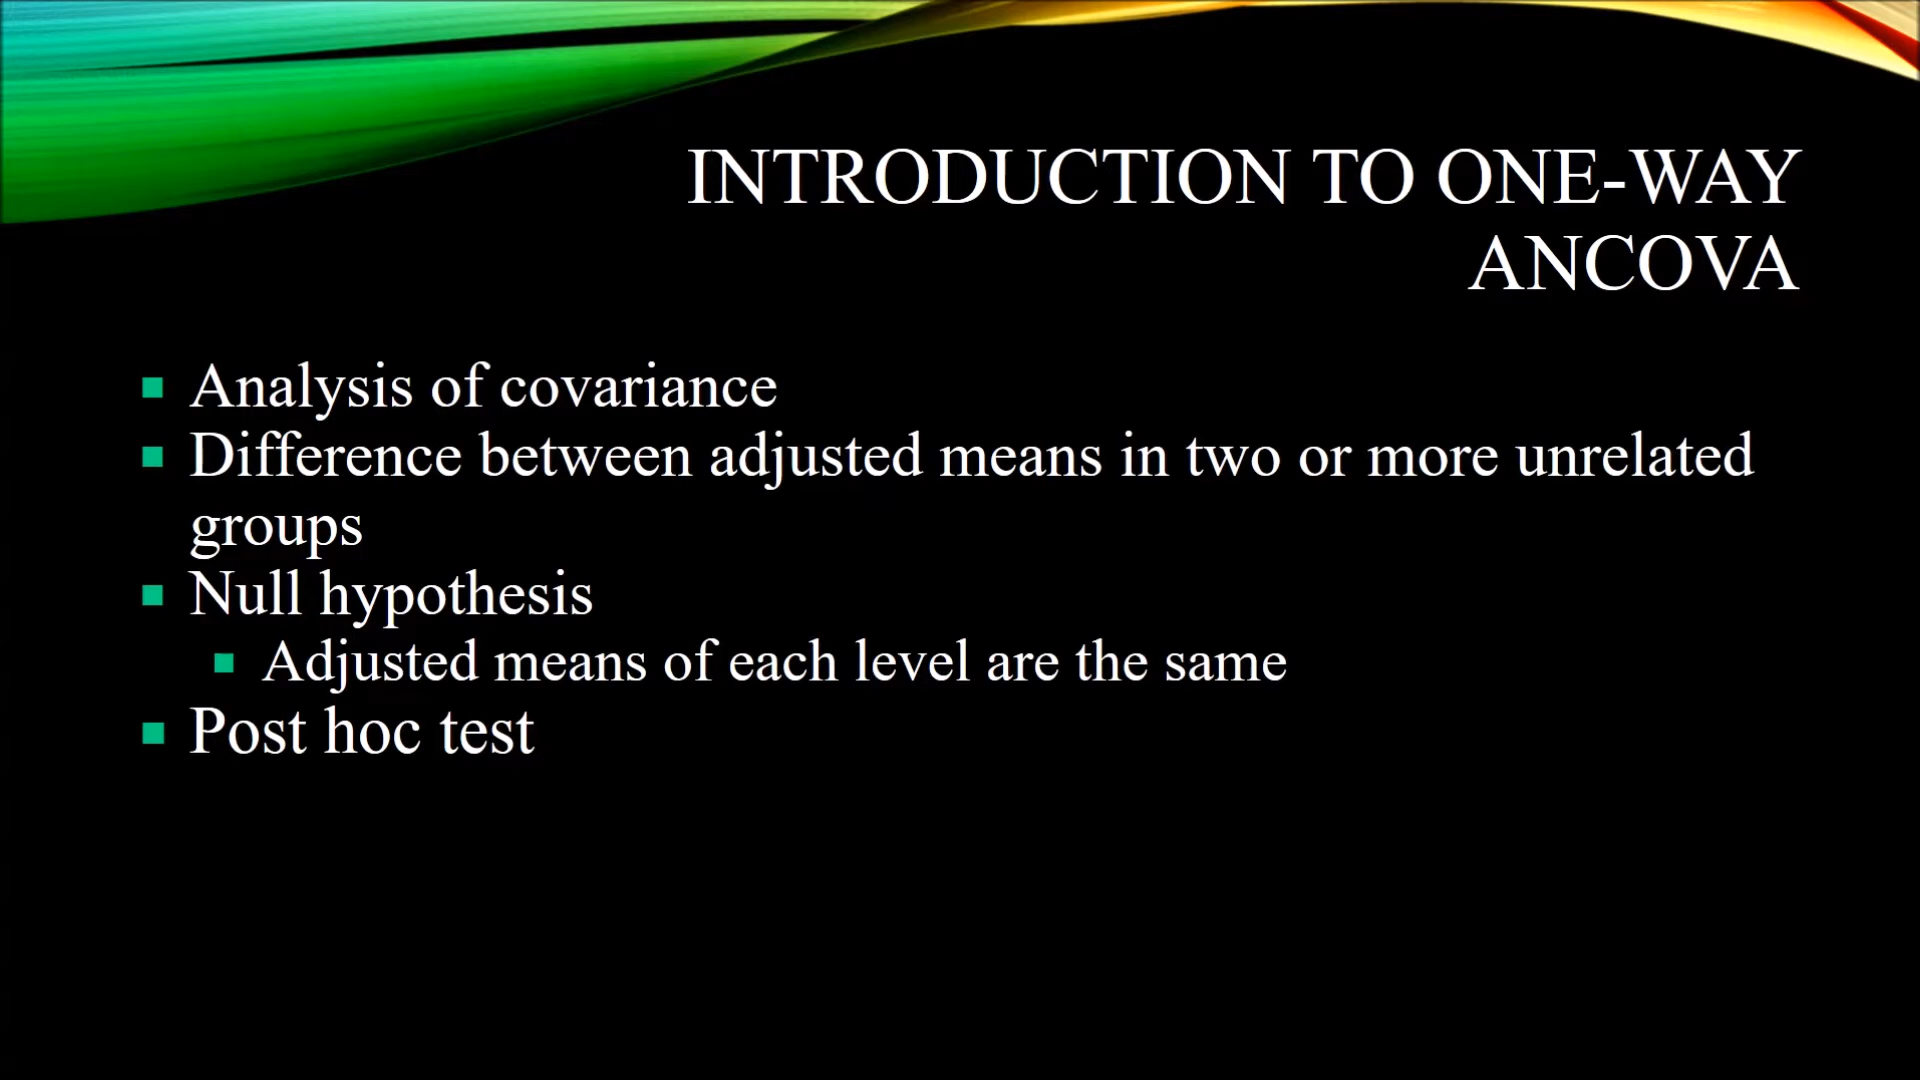 INTRODUCTION TO ONE-WAY
ANCOVA
Analysis of covariance
Difference between adjusted means in two or more unrelated
groups
Null hypothesis
Adjusted means of each level are the same
Post hoc test